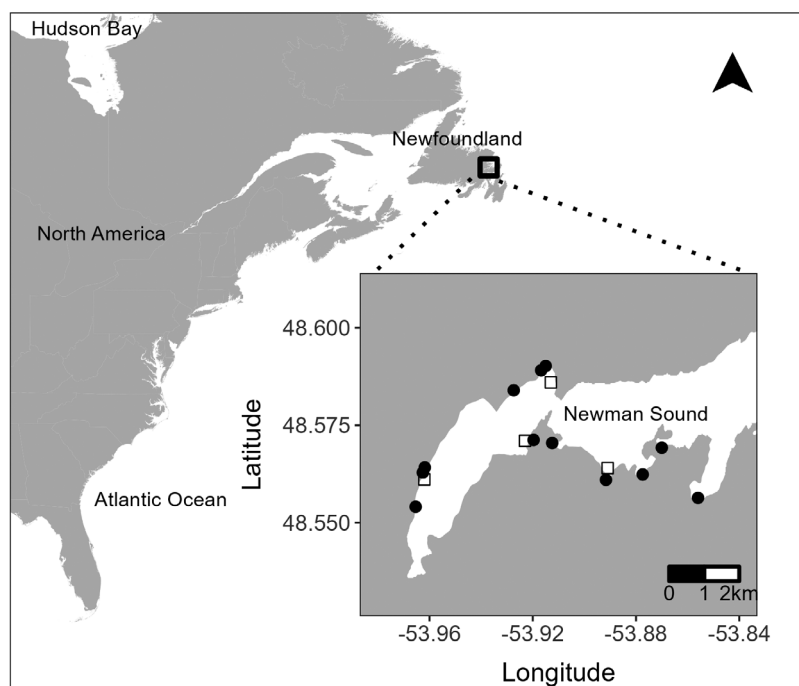 Hudson Bay
Newfoundland
North America
Atlantic Ocean
Latitude
48.600
48.575
48.550
Newman Sound
0 1 2km
-53.96 -53.92 -53.88 -53.84
Longitude